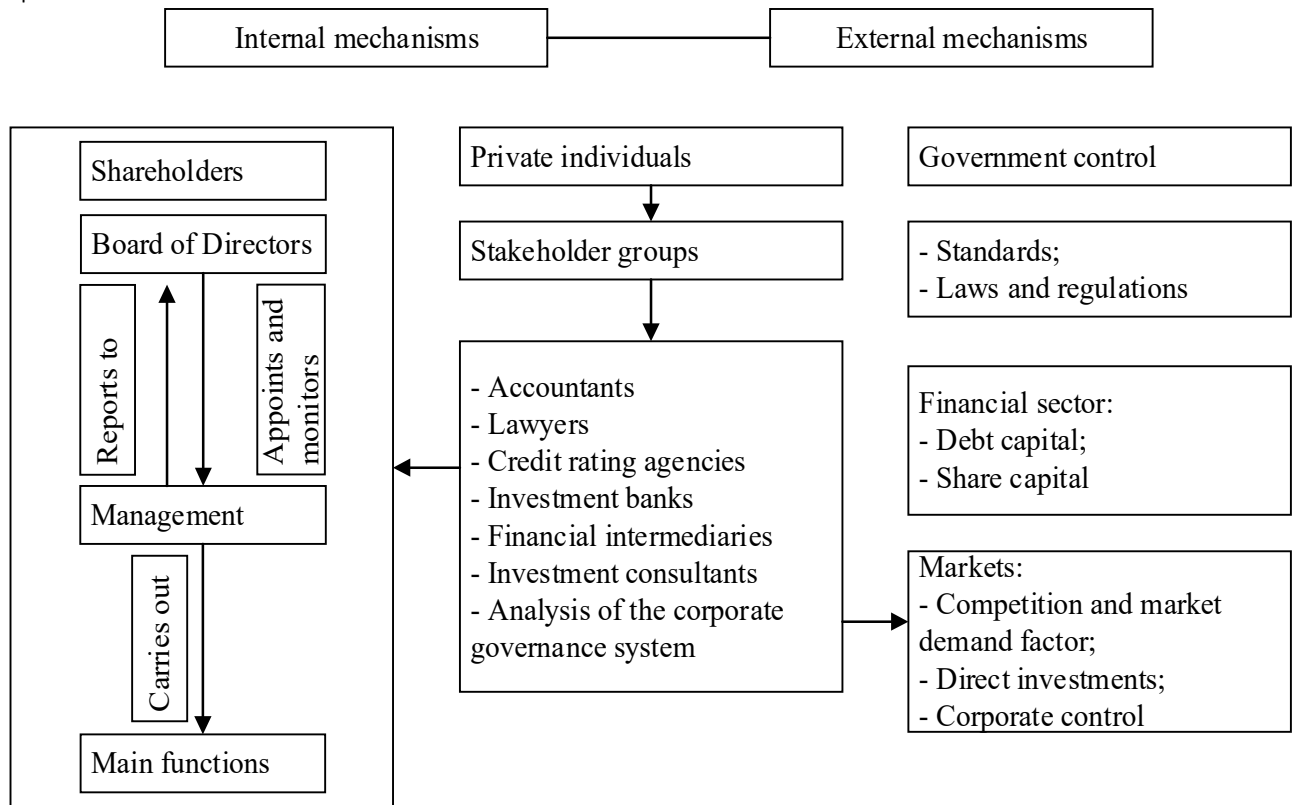 Internal mechanisms
External mechanisms
Shareholders
Board of Directors
Reports to
Appoints and
monitors
Management
Carries out
Main functions
Private individuals
Stakeholder groups
- Accountants
- Lawyers
- Credit rating agencies
- Investment banks
- Financial intermediaries
- Investment consultants
- Analysis of the corporate
governance system
Government control
- Standards;
- Laws and regulations
Financial sector:
- Debt capital;
- Share capital
Markets:
- Competition and market
demand factor;
- Direct investments;
- Corporate control